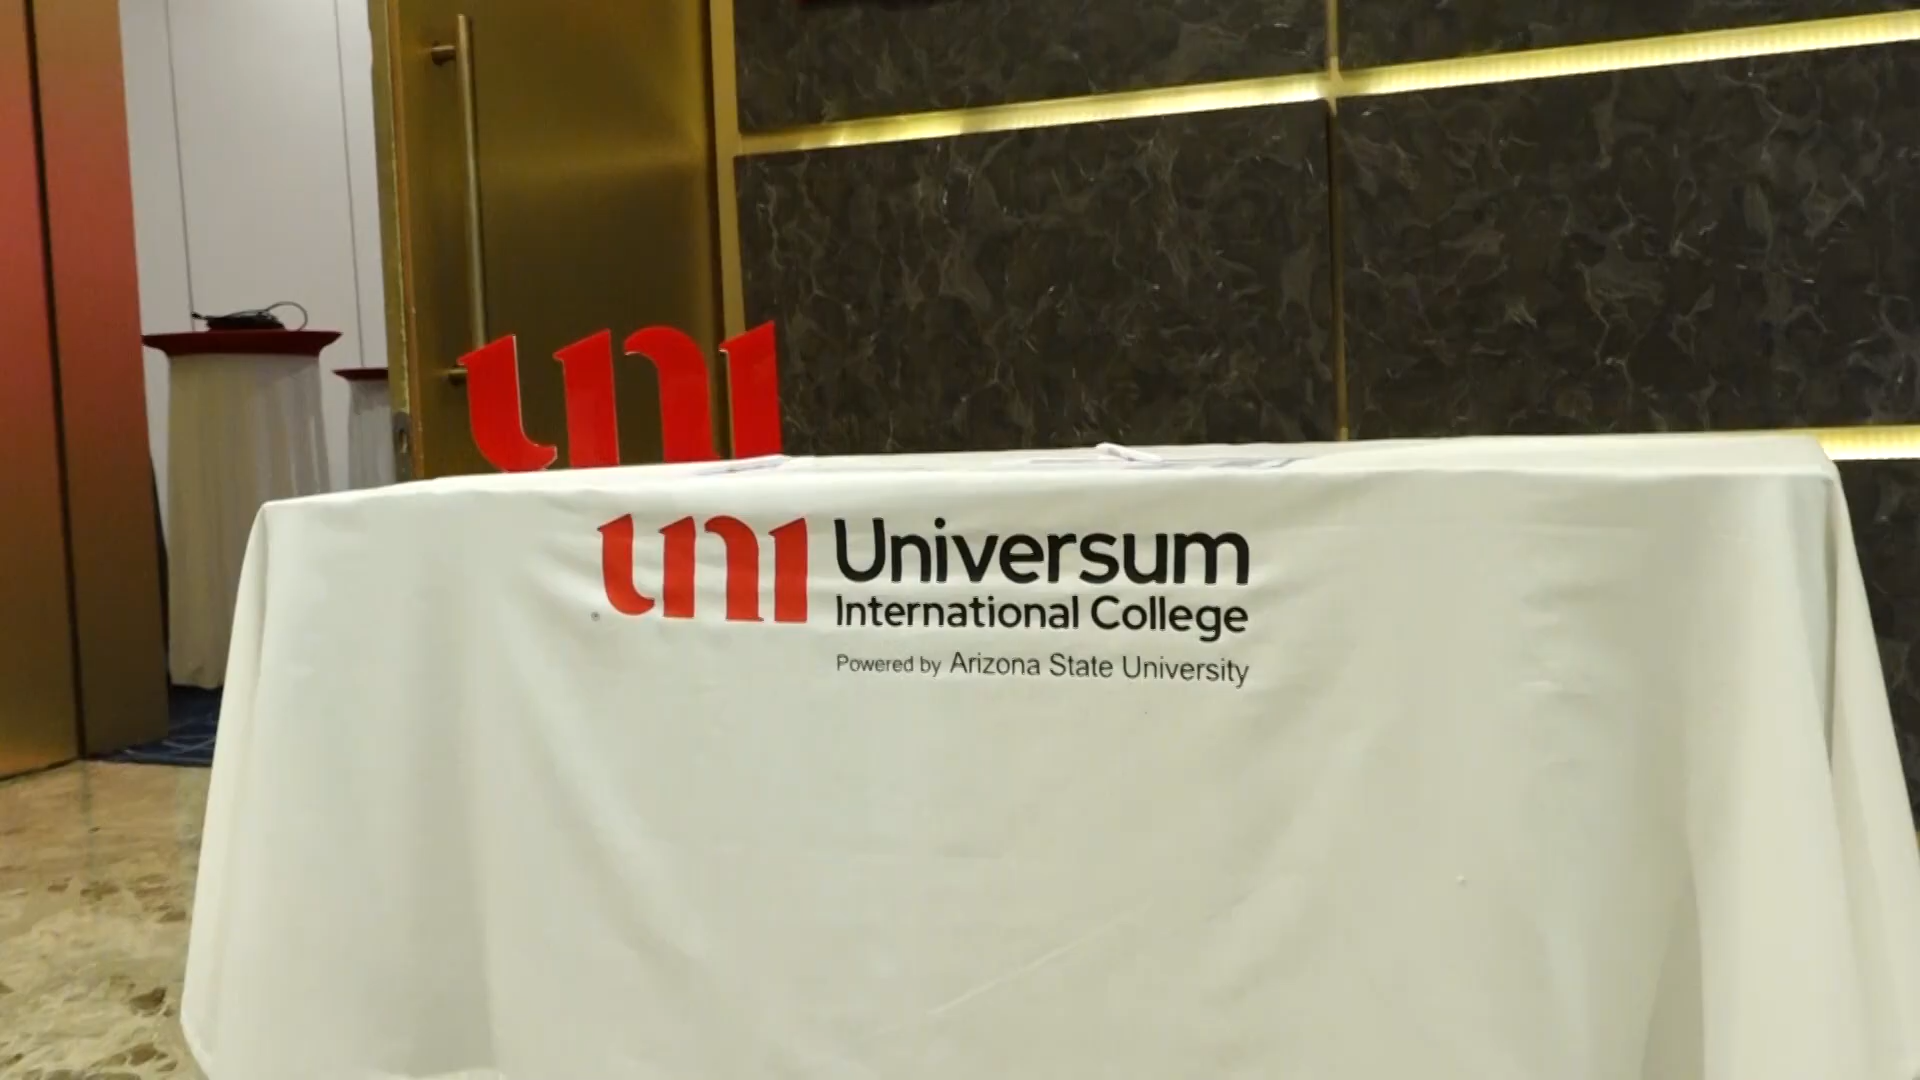 uni
uni
Universum
International College
Powered by Arizona State University